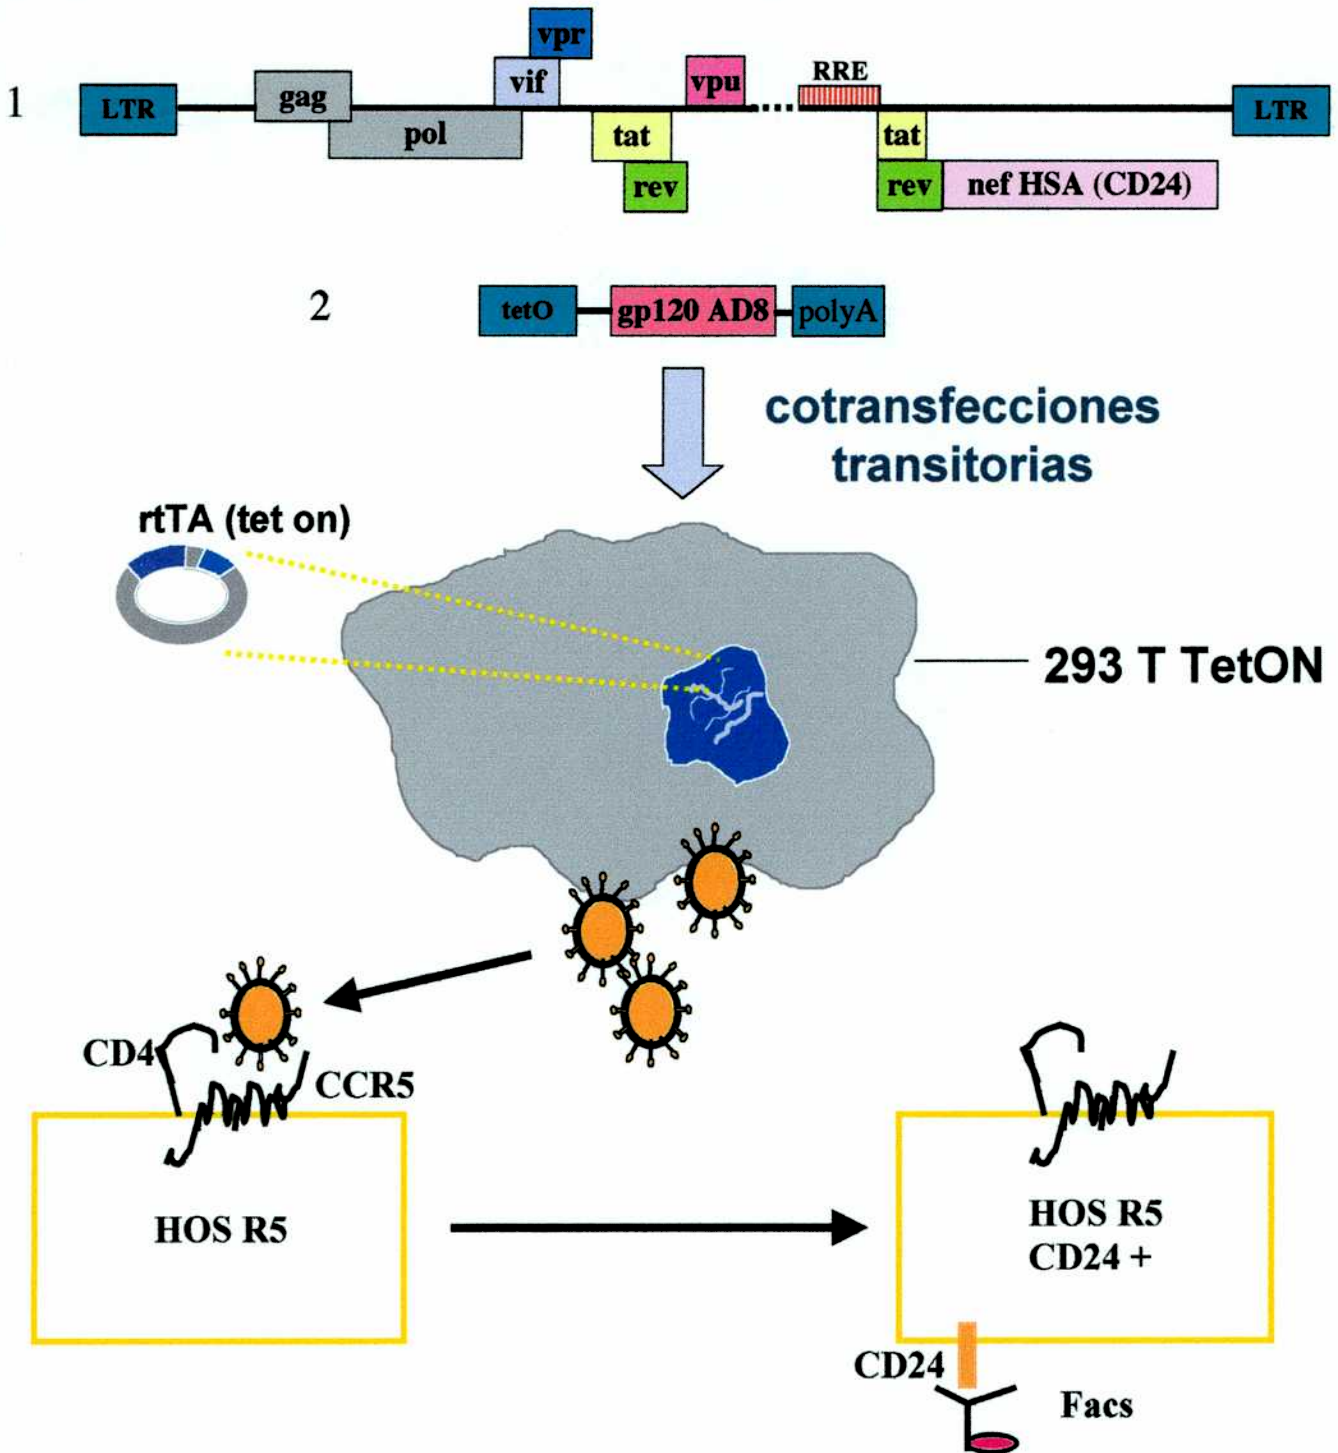 vpr
vif
vpu
RRE
1
LTR
gag
LTR
pol
tat
tat
rev
rev
nef HSA (CD24)
2
tetO
gp120 AD8
polyA
cotransfecciones
transitorias
rtTA (tet on)
293 T TetON
CD4
CCR5
HOS R5
HOS R5
CD24 +
CD24
Facs